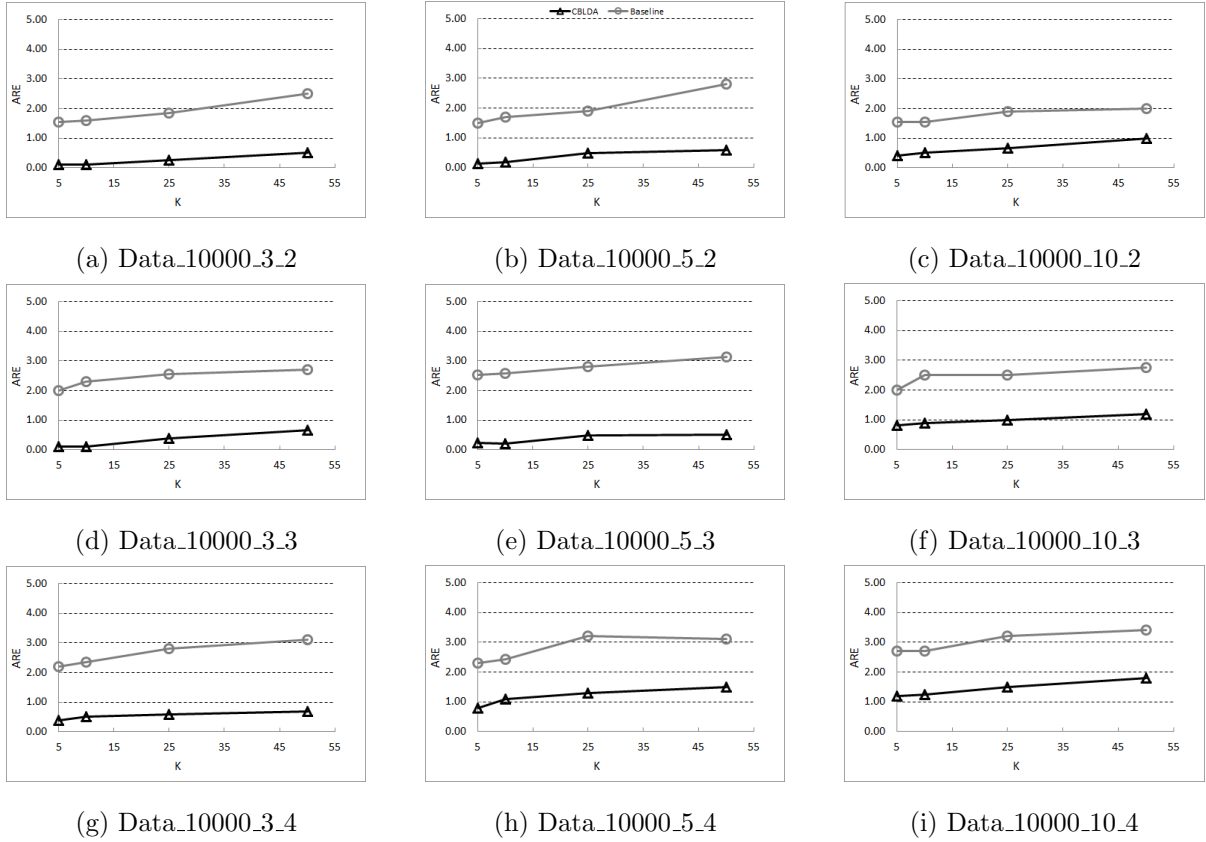 CBLDA Baseline
5.00 5.00 5.00
4.00 4.00 4.00
3.00 3.00 3.00
ARE ARE ARE
2.00 2.00 2.00
1.00 1.00 1.00
0.00 0.00 0.00
5 15 25 35 45 55 5 15 25 35 45 55 5 15 25 35 45 55
K K K
(a) Data_10000_3_2 (b) Data_10000_5_2 (c) Data_10000_10_2
5.00 5.00 5.00
4.00 4.00 4.00
3.00 3.00 3.00
ARE ARE ARE
2.00 2.00 2.00
1.00 1.00 1.00
0.00 0.00 0.00
5 15 25 35 45 55 5 15 25 35 45 55 5 15 25 35 45 55
K K K
(d) Data_10000_3_3 (e) Data_10000_5_3 (f) Data_10000_10_3
5.00 5.00 5.00
4.00 4.00 4.00
3.00 3.00 3.00
ARE ARE ARE
2.00 2.00 2.00
1.00 1.00 1.00
0.00 0.00 0.00
5 15 25 35 45 55 5 15 25 35 45 55 5 15 25 35 45 55
K K K
(g) Data_10000_3_4 (h) Data_10000_5_4 (i) Data_10000_10_4